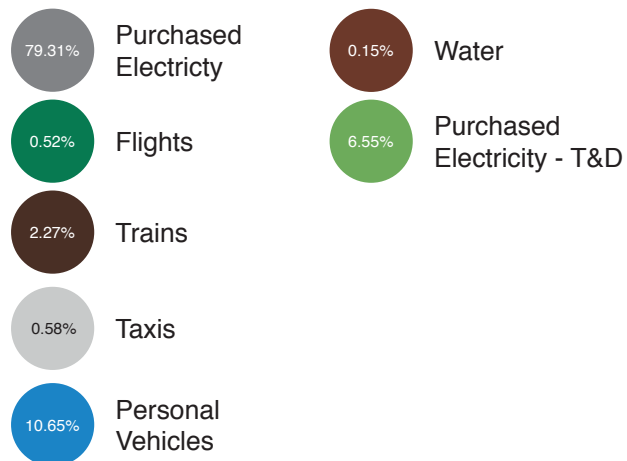 79.31%
Purchased
Electricty
0.52%
Flights
2.27%
Trains
0.58%
Taxis
10.65%
Personal
Vehicles
0.15%
Water
6.55%
Purchased
Electricity - T&D